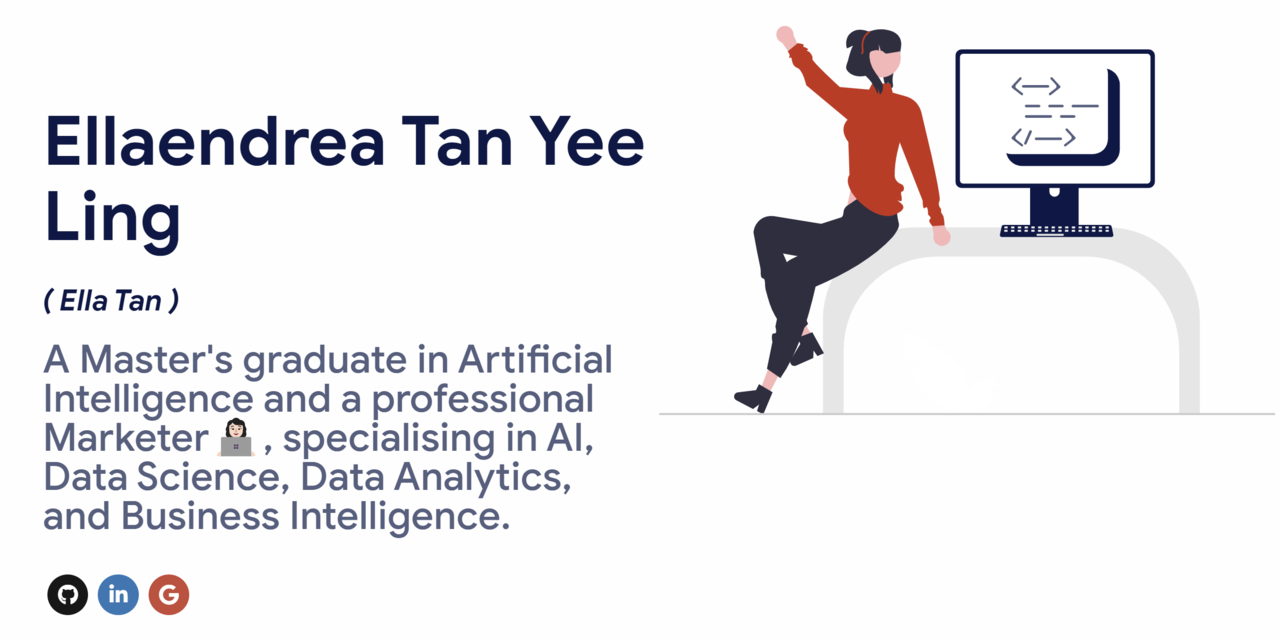 Ellaendrea Tan Yee
Ling
( Ella Tan )
A Master's graduate in Artificial
Intelligence and a professional
Marketer 👩🏻‍💻 , specialising in AI,
Data Science, Data Analytics,
and Business Intelligence.
in G